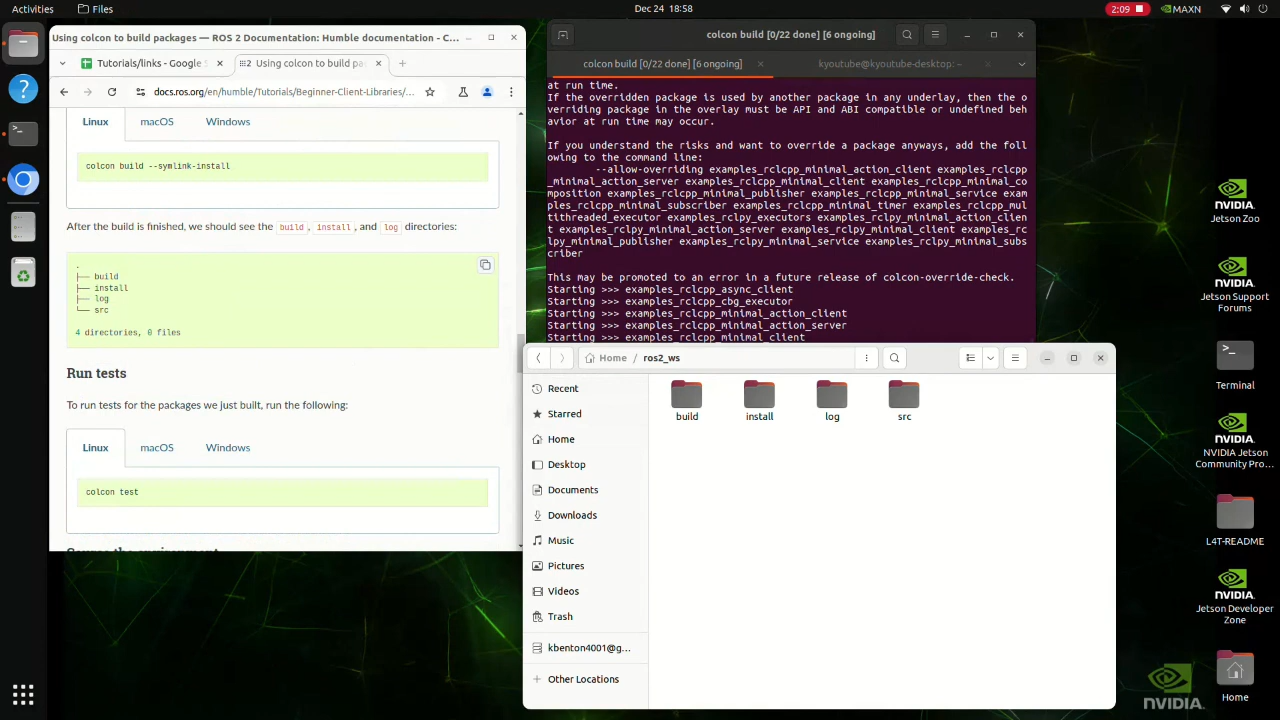 Activities
Files
Dec 24 18:58
2:09
MAXN
Using colcon to build packages — ROS 2 Documentation: Humble documentation - C...
Tutorials/links - Google
Using colcon to build pa
docs.ros.org/en/humble/Tutorials/Beginner-Client-Libraries/...
Linux
macOS
Windows
colcon build --symlink-install
After the build is finished, we should see the build, install, and log directories:
.
├── build
├── install
├── log
└── src
4 directories, 0 files
Run tests
To run tests for the packages we just built, run the following:
Linux
macOS
Windows
colcon test
Source the environment
colcon build [0/22 done] [6 ongoing]
colcon build [0/22 done] [6 ongoing]
kyoutube@kyoutube-desktop: ~
at run time.
If the overridden package is used by another package in any underlay, then the o
verriding package in the overlay must be API and ABI compatible or undefined beh
avior at run time may occur.
If you understand the risks and want to override a package anyways, add the foll
owing to the command line:
--allow-overriding examples_rclcpp_minimal_action_client examples_rclcpp
_minimal_action_server examples_rclcpp_minimal_client examples_rclcpp_minimal_co
mposition examples_rclcpp_minimal_publisher examples_rclcpp_minimal_service exam
ples_rclcpp_minimal_subscriber examples_rclcpp_minimal_timer examples_rclcpp_mul
tithreaded_executor examples_rclpy_executors examples_rclpy_minimal_action_clien
t examples_rclpy_minimal_action_server examples_rclpy_minimal_client examples_rc
lpy_minimal_publisher examples_rclpy_minimal_service examples_rclpy_minimal_subs
criber
This may be promoted to an error in a future release of colcon-override-check.
Starting >>> examples_rclcpp_async_client
Starting >>> examples_rclcpp_cbg_executor
Starting >>> examples_rclcpp_minimal_action_client
Starting >>> examples_rclcpp_minimal_action_server
Starting >>> examples_rclcpp_minimal_client
Home / ros2_ws
Recent
Starred
Home
Desktop
Documents
Downloads
Music
Pictures
Videos
Trash
kbenton4001@g...
Other Locations
build
install
log
src
NVIDIA.
Jetson Zoo
NVIDIA.
Jetson Support
Forums
Terminal
NVIDIA.
NVIDIA Jetson
Community Pro...
L4T-README
NVIDIA.
Jetson Developer
Zone
Home
NVIDIA.